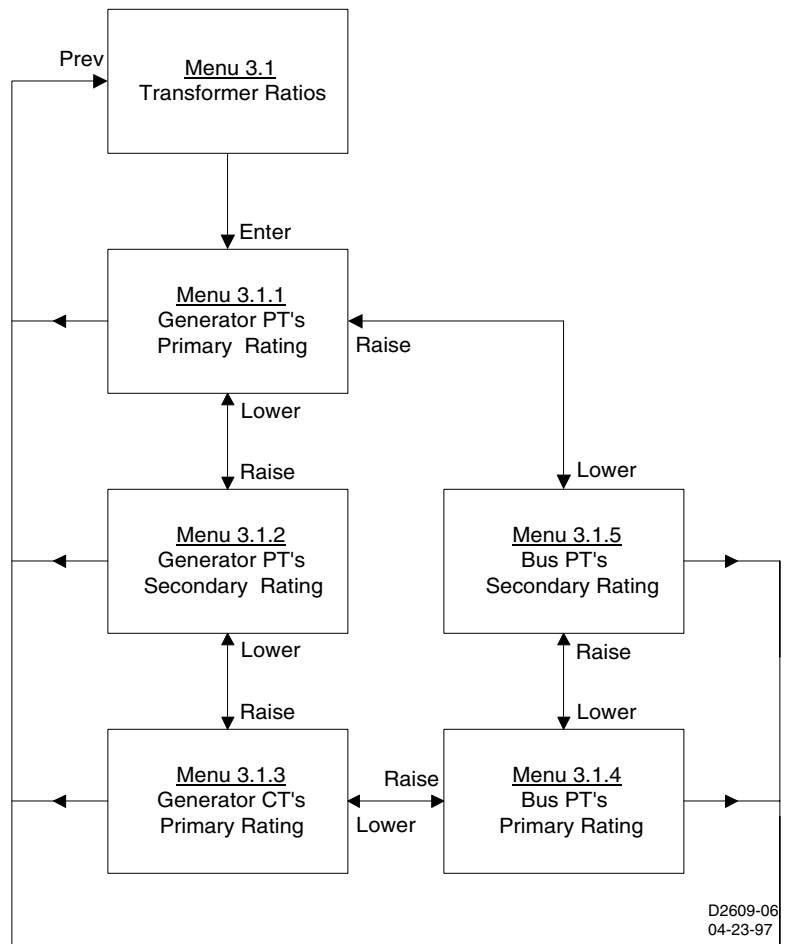 Prev
Menu 3.1
Transformer Ratios
Enter
Menu 3.1.1
Generator PT's
Primary Rating
Raise
Lower
Raise
Lower
Menu 3.1.2
Generator PT's
Secondary Rating
Menu 3.1.5
Bus PT's
Secondary Rating
Lower
Raise
Raise
Lower
Menu 3.1.3
Generator CT's
Primary Rating
Raise
Lower
Menu 3.1.4
Bus PT's
Primary Rating
D2609-06
04-23-97